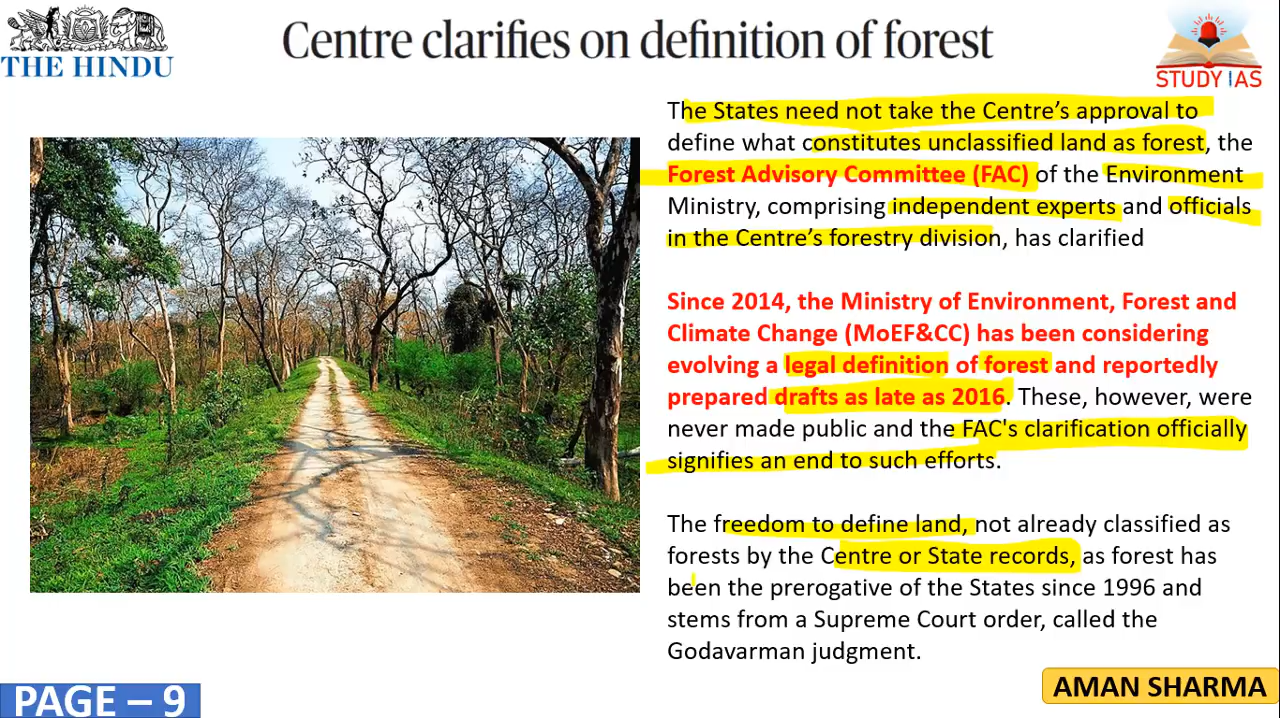 THE HINDU
Centre clarifies on definition of forest
STUDY IAS
The States need not take the Centre's approval to
define what constitutes unclassified land as forest, the
Forest Advisory Committee (FAC) of the Environment
Ministry, comprising independent experts and officials
in the Centre's forestry division, has clarified
Since 2014, the Ministry of Environment, Forest and
Climate Change (MoEF&CC) has been considering
evolving a legal definition of forest and reportedly
prepared drafts as late as 2016. These, however, were
never made public and the FAC's clarification officially
signifies an end to such efforts.
The freedom to define land, not already classified as
forests by the Centre or State records, as forest has
been the prerogative of the States since 1996 and
stems from a Supreme Court order, called the
Godavarman judgment.
PAGE – 9
AMAN SHARMA